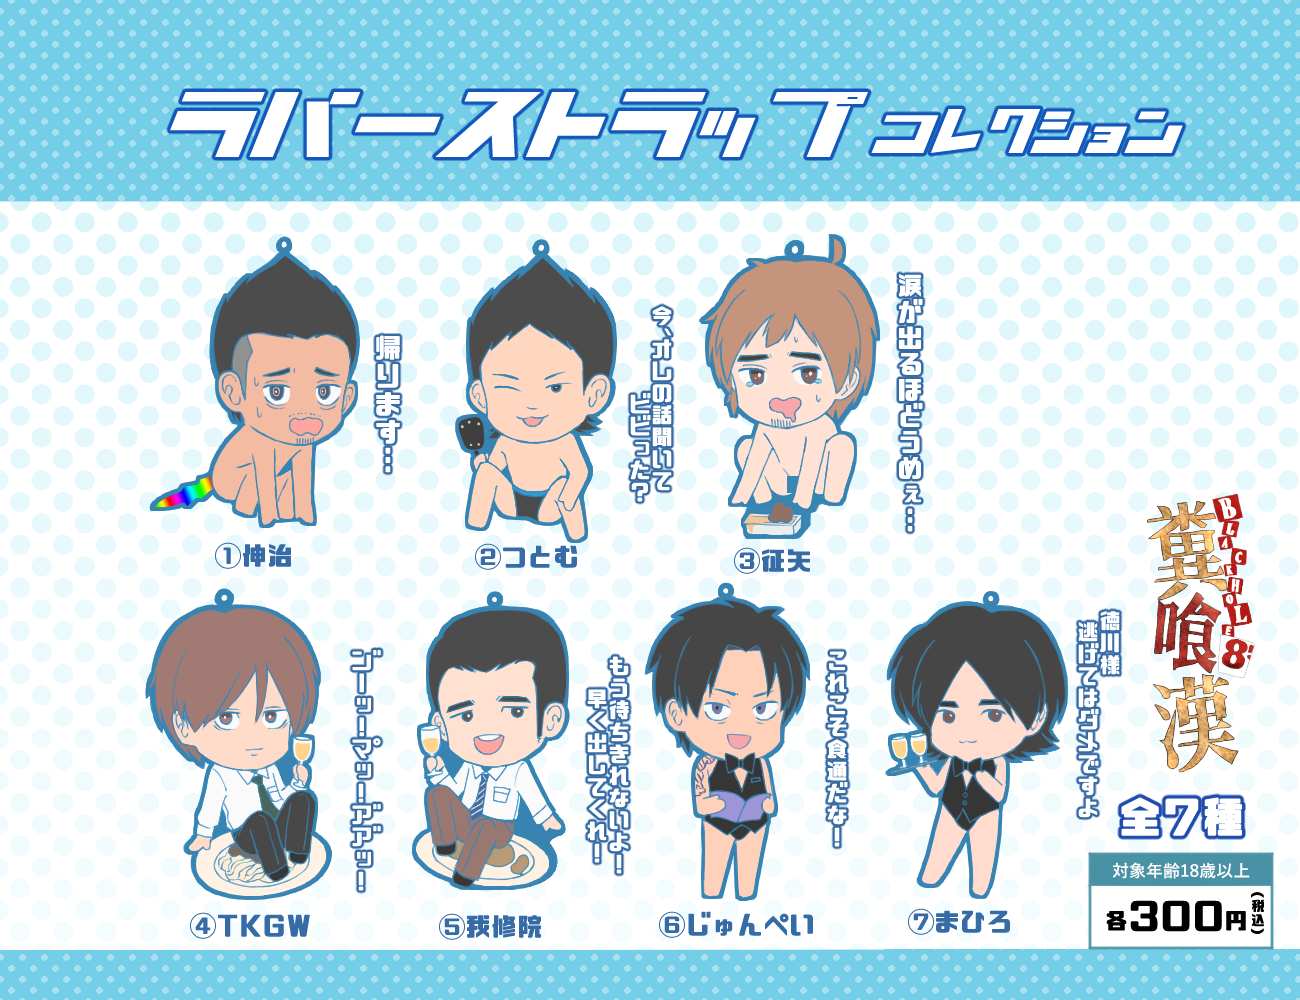 ラバーストラップコレクション
帰ります…
①伸治
今、オレの話聞いて
ビビった?
②つとむ
涙が出るほどうめぇ…
③征矢
ゴーッ!マッ!アアッ!
④TKGW
もう待ちきれないよ!
早く出してくれ!
⑤我修院
これこそ食通だな!
⑥じゅんぺい
徳川様
逃げてはダメですよ
⑦まひろ
糞喰漢
BLACKHOLE 8!
全7種
対象年齢18歳以上
各300円(税込)